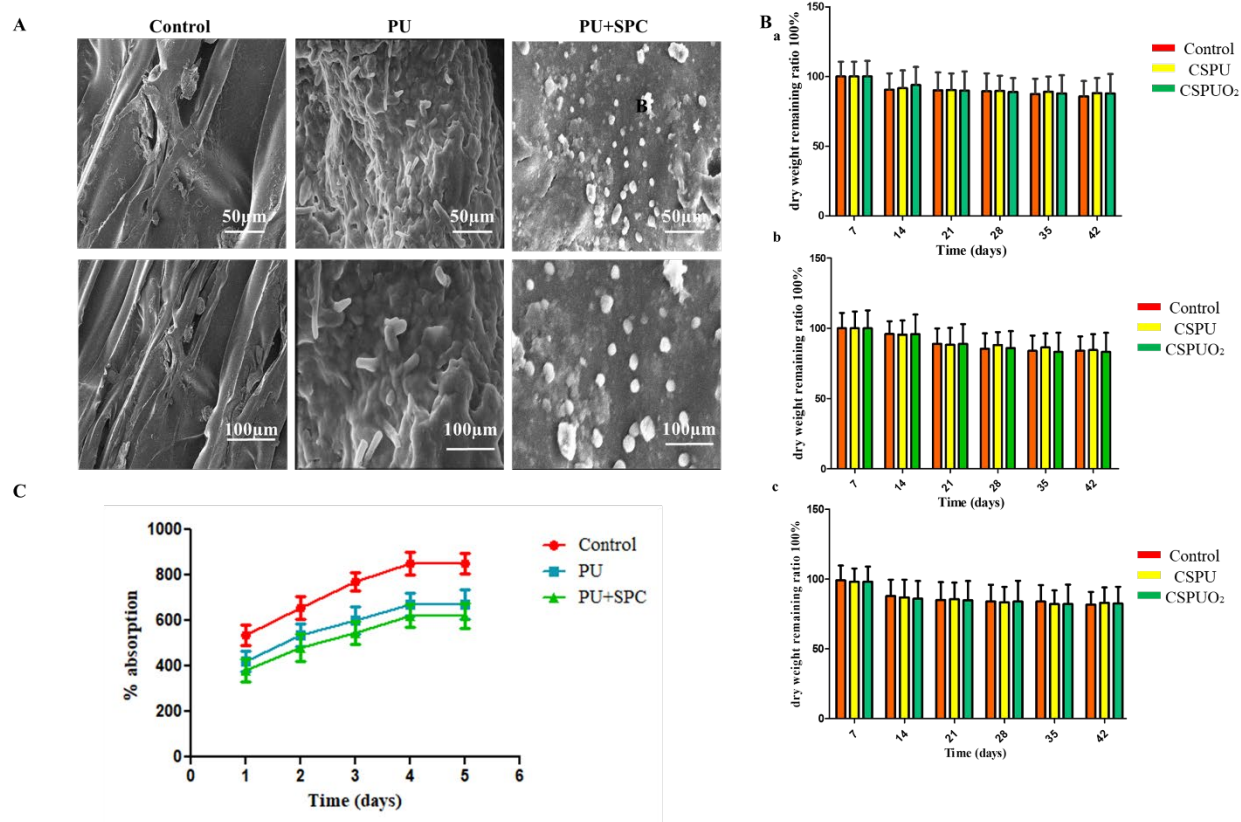 A
Control
PU
PU+SPC
50μm
50μm
B
50μm
100μm
100μm
100μm
B
a
dry weight remaining ratio 100%
150
100
50
0
7
14
21
28
35
42
Time (days)
Control
CSPU
CSPUO₂
b
dry weight remaining ratio 100%
150
100
50
0
7
14
21
28
35
42
Time (days)
Control
CSPU
CSPUO₂
c
dry weight remaining ratio 100%
150
100
50
0
7
14
21
28
35
42
Time (days)
Control
CSPU
CSPUO₂
C
% absorption
1000
800
600
400
200
0
0
1
2
3
4
5
6
Time (days)
Control
PU
PU+SPC